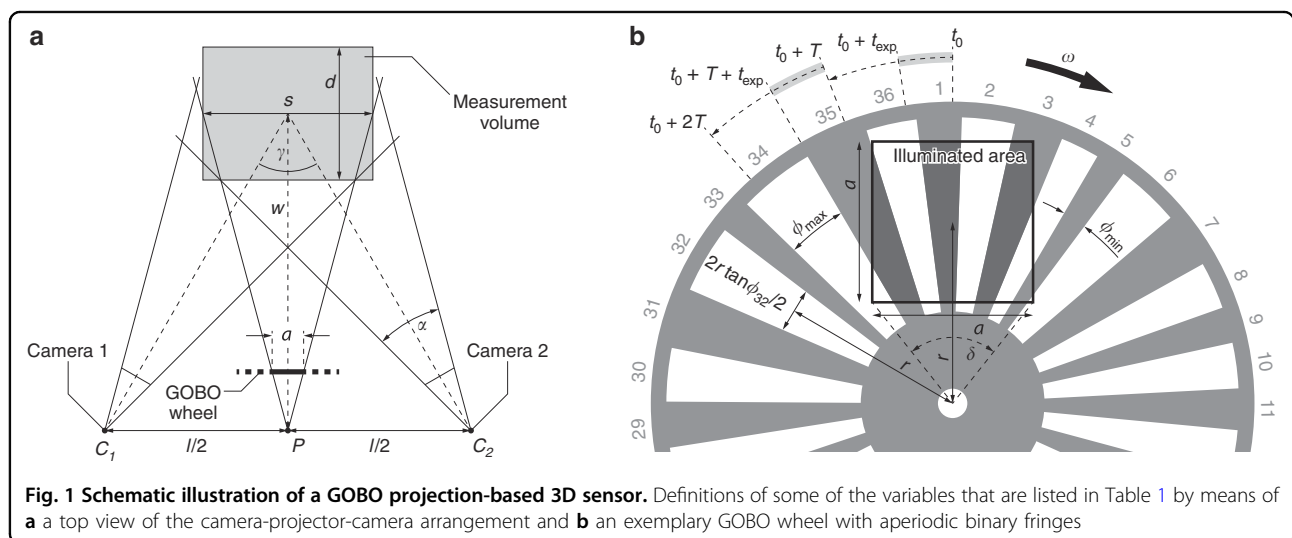 a
d
s
Measurement
volume
γ
w
a
α
Camera 1
Camera 2
GOBO
wheel
C1
l/2
P
l/2
C2
b
t0 + 2T
t0 + T + texp
t0 + T
t0 + texp
t0
ω
29
30
31
32
33
34
35
36
1
2
3
4
5
6
7
8
9
10
11
Illuminated area
a
ϕmax
ϕmin
2r tanϕ32/2
a
r
r
δ
Fig. 1 Schematic illustration of a GOBO projection-based 3D sensor. Definitions of some of the variables that are listed in Table 1 by means of
a a top view of the camera-projector-camera arrangement and b an exemplary GOBO wheel with aperiodic binary fringes